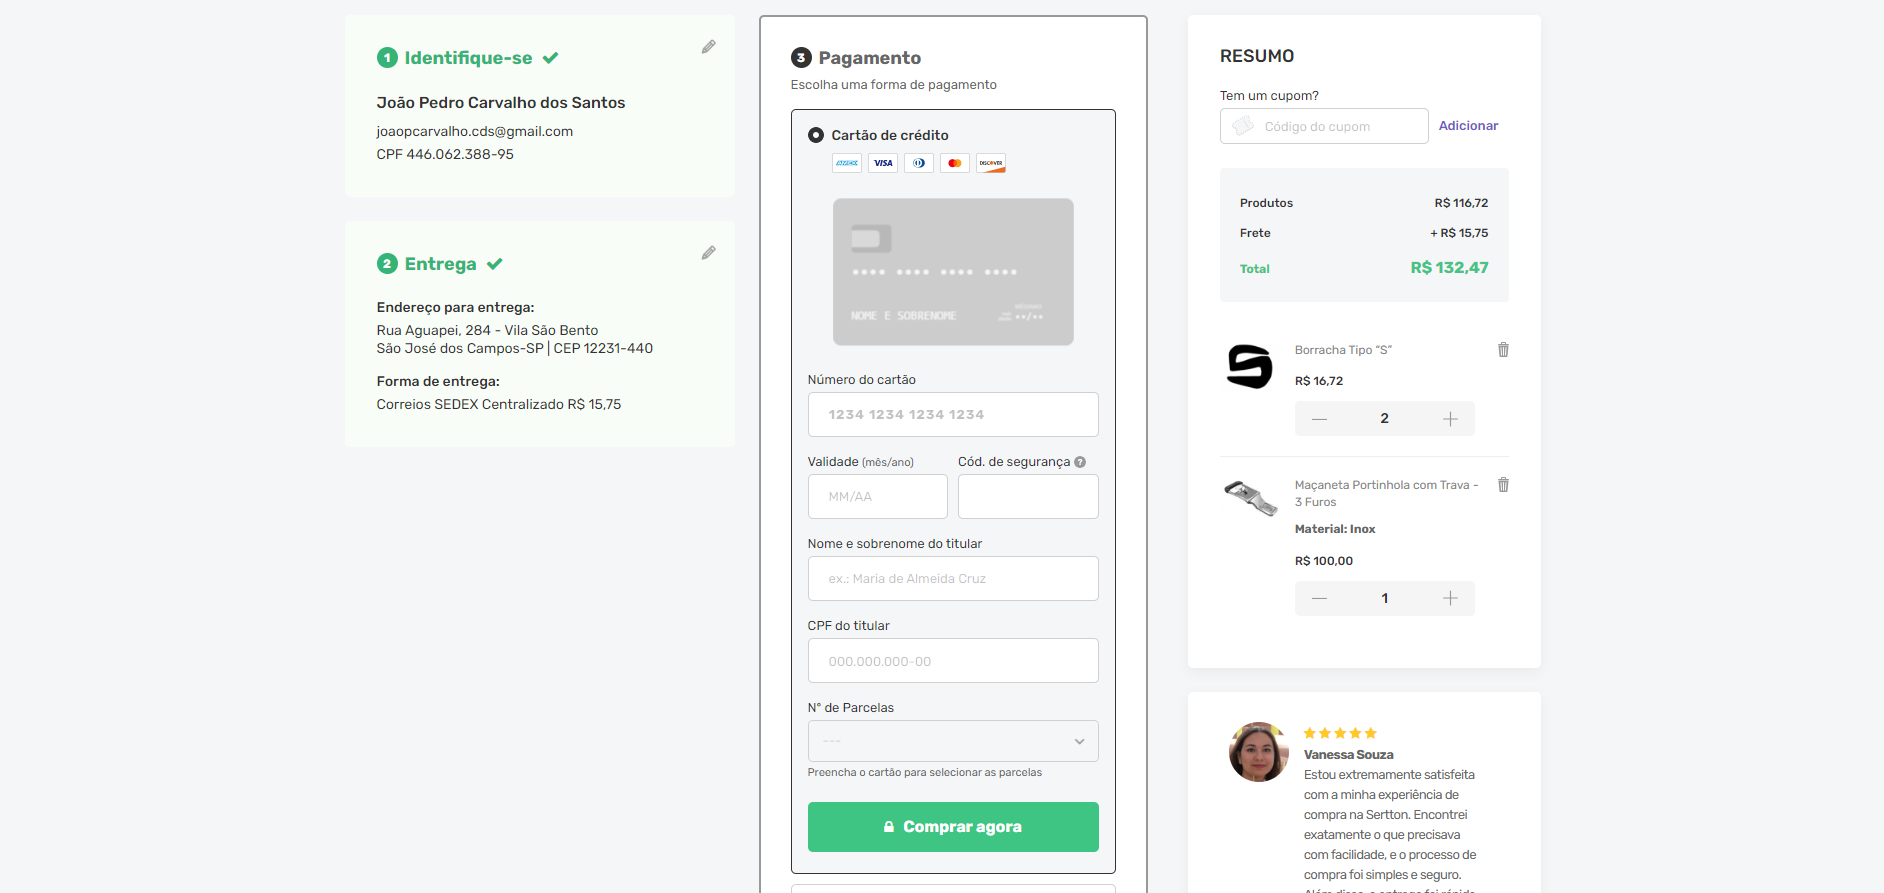 1 Identifique-se
João Pedro Carvalho dos Santos
joaopcarvalho.cds@gmail.com
CPF 446.062.388-95
2 Entrega
Endereço para entrega:
Rua Aguapei, 284 - Vila São Bento
São José dos Campos-SP | CEP 12231-440
Forma de entrega:
Correios SEDEX Centralizado R$ 15,75
3 Pagamento
Escolha uma forma de pagamento
Cartão de crédito
AMEX VISA DISCOVER
NOME E SOBRENOME
••/••
Número do cartão
1234 1234 1234 1234
Validade (mês/ano) Cód. de segurança ?
MM/AA
Nome e sobrenome do titular
ex.: Maria de Almeida Cruz
CPF do titular
000.000.000-00
Nº de Parcelas
---
Preencha o cartão para selecionar as parcelas
Comprar agora
RESUMO
Tem um cupom?
Código do cupom Adicionar
Produtos R$ 116,72
Frete + R$ 15,75
Total R$ 132,47
Borracha Tipo “S”
R$ 16,72
2
Maçaneta Portinhola com Trava -
3 Furos
Material: Inox
R$ 100,00
1
Vanessa Souza
Estou extremamente satisfeita
com a minha experiência de
compra na Sertton. Encontrei
exatamente o que precisava
com facilidade, e o processo de
compra foi simples e seguro.
Além disso, a entrega foi rápida